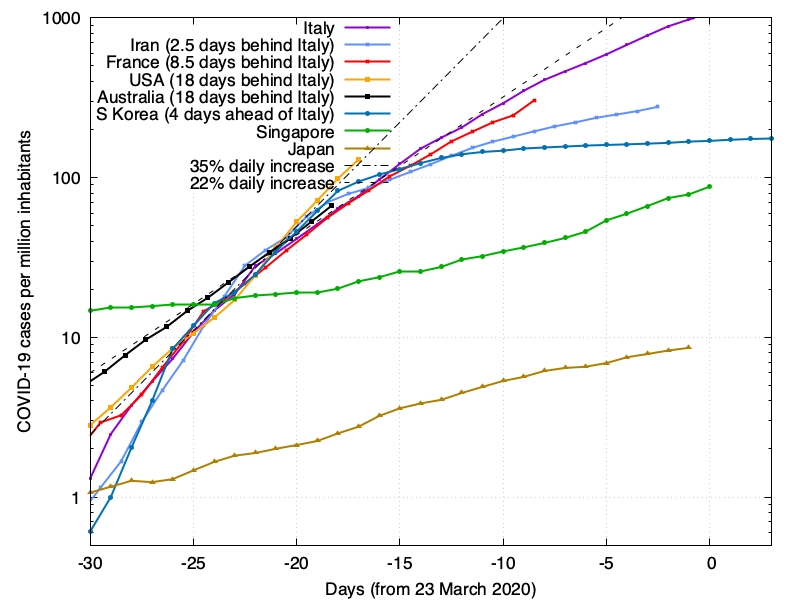 1000
100
10
1
COVID-19 cases per million inhabitants
Italy
Iran (2.5 days behind Italy)
France (8.5 days behind Italy)
USA (18 days behind Italy)
Australia (18 days behind Italy)
S Korea (4 days ahead of Italy)
Singapore
Japan
35% daily increase
22% daily increase
-30 -25 -20 -15 -10 -5 0
Days (from 23 March 2020)